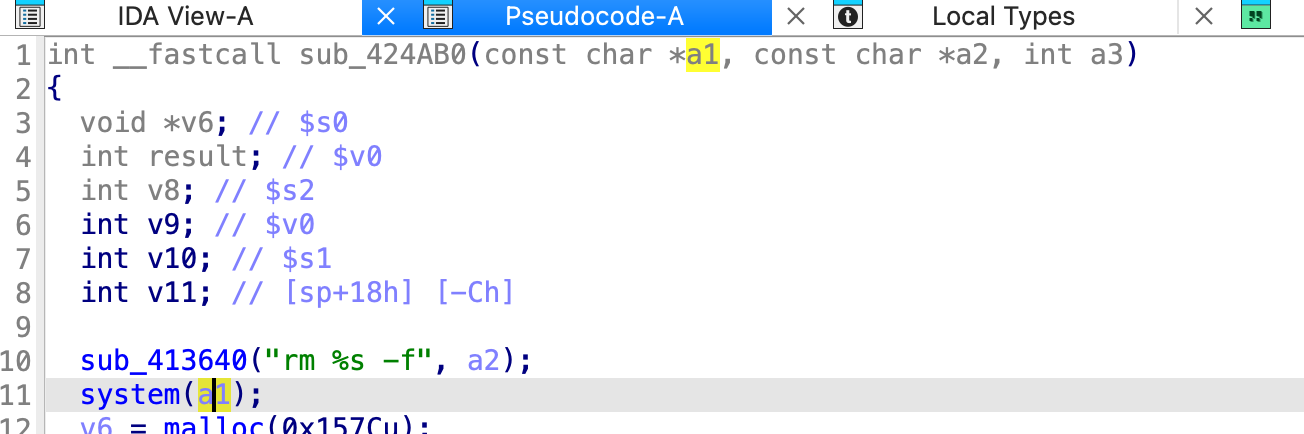 IDA View-A Pseudocode-A Local Types
1 int __fastcall sub_424AB0(const char *a1, const char *a2, int a3)
2 {
3 void *v6; // $s0
4 int result; // $v0
5 int v8; // $s2
6 int v9; // $v0
7 int v10; // $s1
8 int v11; // [sp+18h] [-Ch]
9
10 sub_413640("rm %s -f", a2);
11 system(a1);
12 v6 = malloc(0x157Cu);